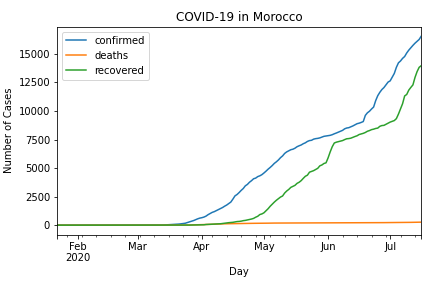 COVID-19 in Morocco
confirmed
deaths
recovered
Number of Cases
15000
12500
10000
7500
5000
2500
0
Feb
2020
Mar
Apr
May
Jun
Jul
Day